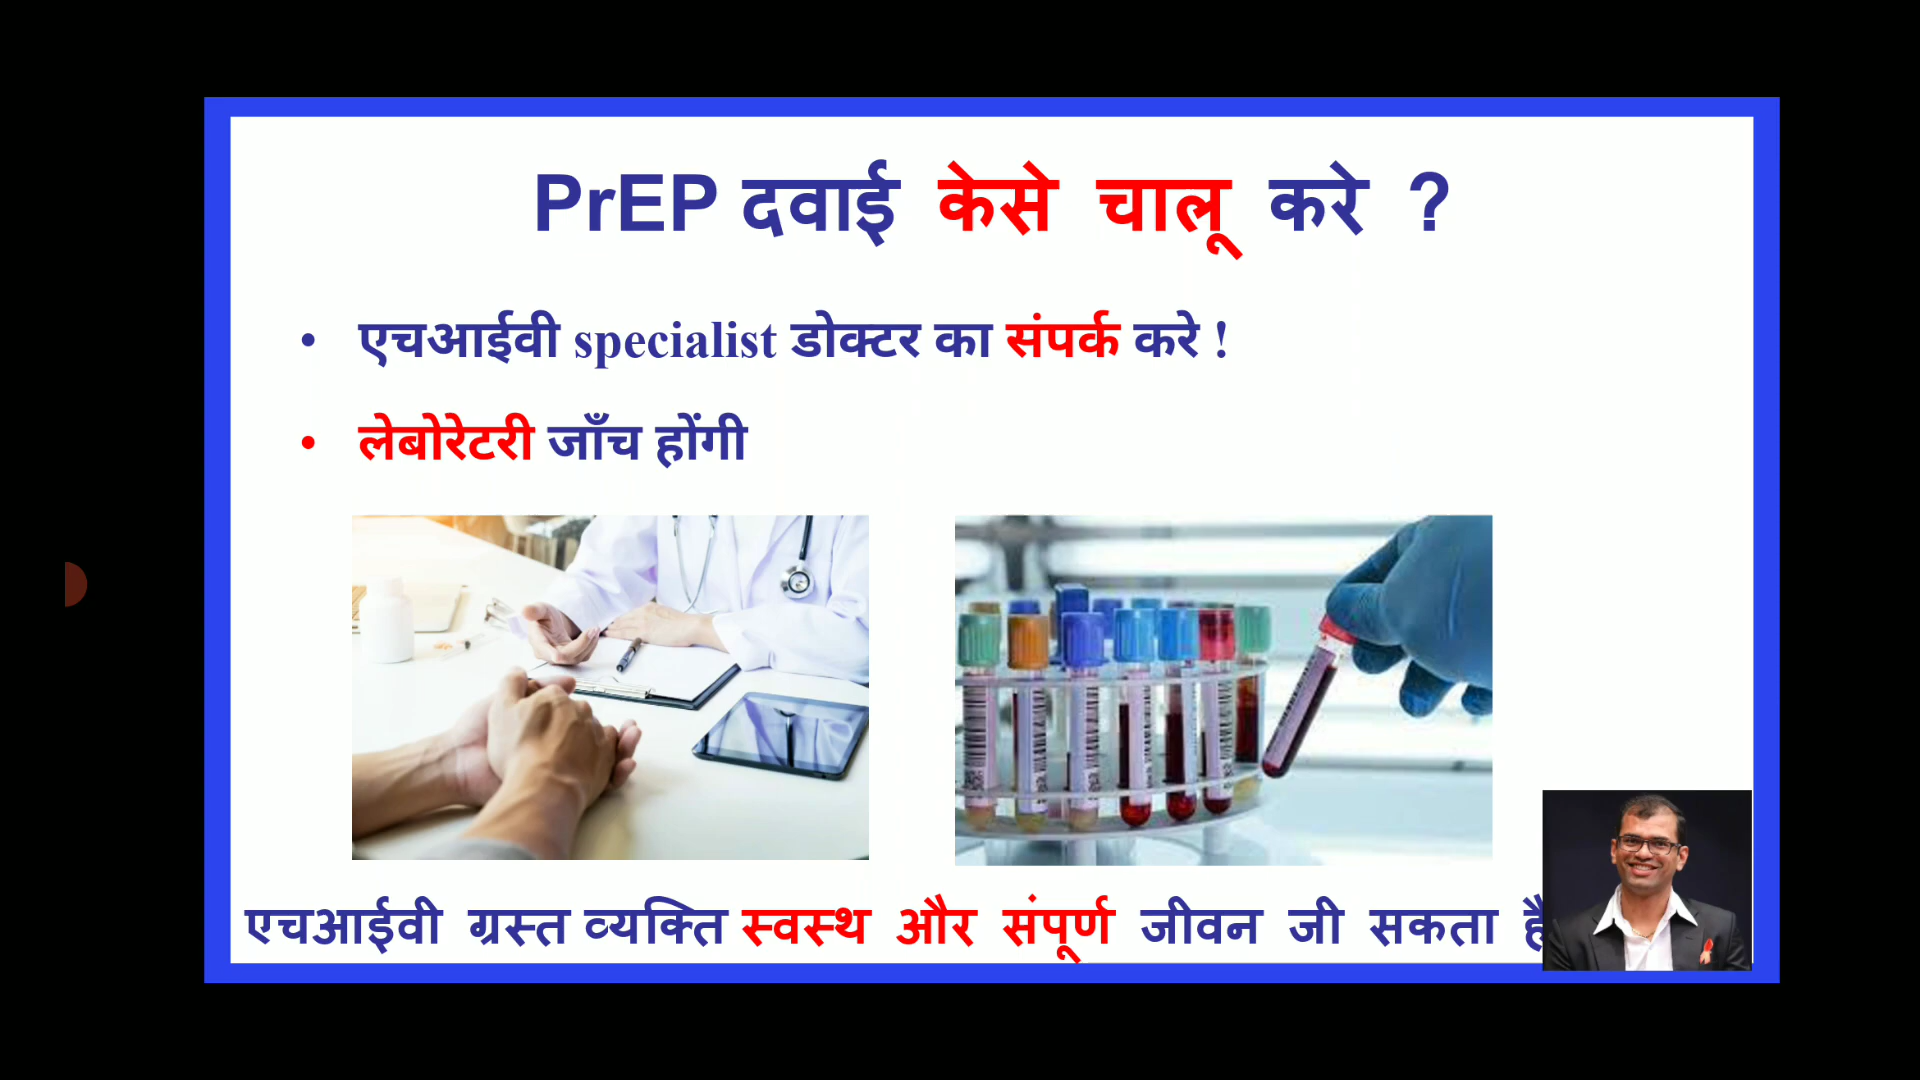 PrEP दवाई केसे चालू करे ?
• एचआईवी specialist डोक्टर का संपर्क करे !
• लेबोरेटरी जाँच होंगी
एचआईवी ग्रस्त व्यक्ति स्वस्थ और संपूर्ण जीवन जी सकता है